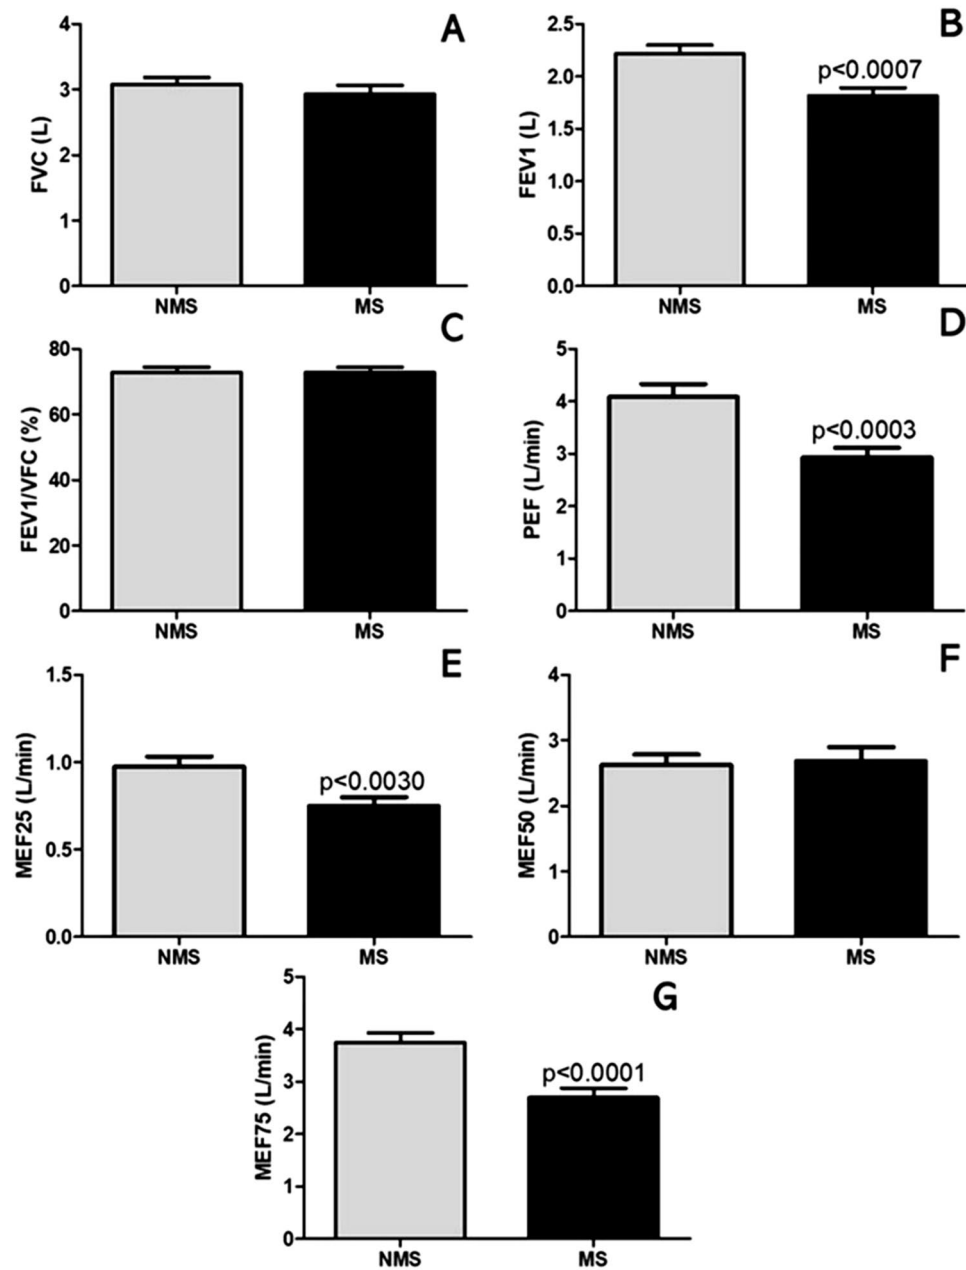 A
4
3
2
1
0
FVC (L)
NMS MS
B
2.5
2.0
1.5
1.0
0.5
0.0
FEV1 (L)
p<0.0007
NMS MS
C
80
60
40
20
0
FEV1/VFC (%)
NMS MS
D
5
4
3
2
1
0
PEF (L/min)
p<0.0003
NMS MS
E
1.5
1.0
0.5
0.0
MEF25 (L/min)
p<0.0030
NMS MS
F
4
3
2
1
0
MEF50 (L/min)
NMS MS
G
5
4
3
2
1
0
MEF75 (L/min)
p<0.0001
NMS MS